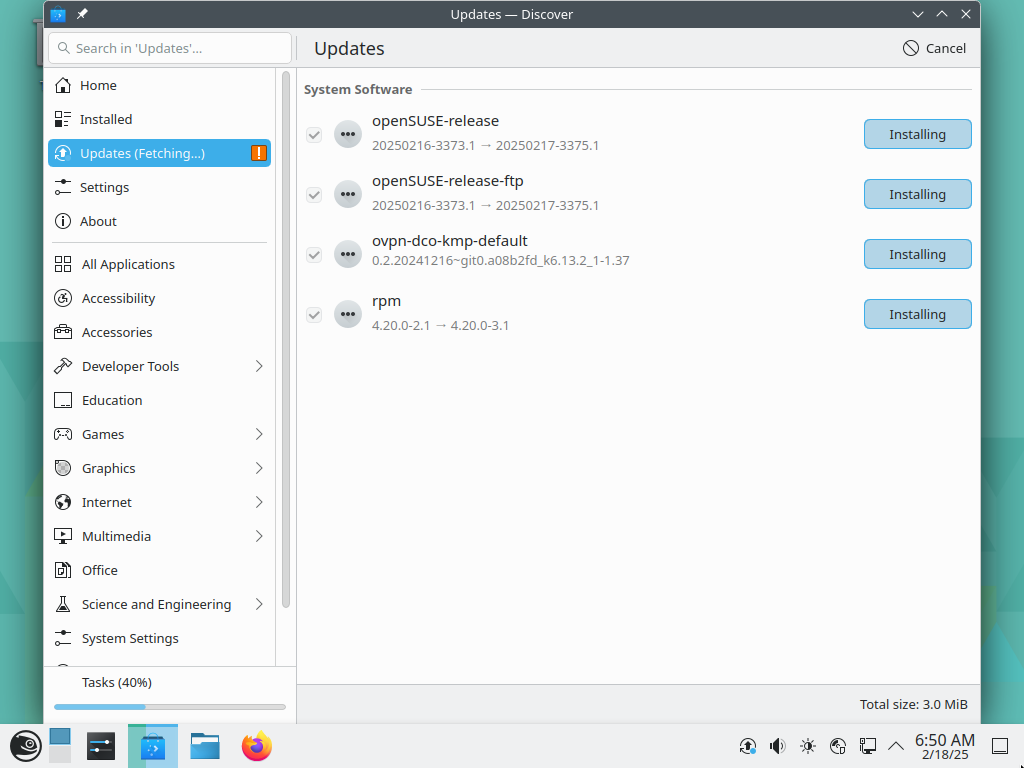 Updates — Discover
Search in 'Updates'...
Updates
Cancel
Home
Installed
Updates (Fetching...)
Settings
About
All Applications
Accessibility
Accessories
Developer Tools
Education
Games
Graphics
Internet
Multimedia
Office
Science and Engineering
System Settings
Tasks (40%)
System Software
openSUSE-release
20250216-3373.1 → 20250217-3375.1
Installing
openSUSE-release-ftp
20250216-3373.1 → 20250217-3375.1
Installing
ovpn-dco-kmp-default
0.2.20241216~git0.a08b2fd_k6.13.2_1-1.37
Installing
rpm
4.20.0-2.1 → 4.20.0-3.1
Installing
Total size: 3.0 MiB
6:50 AM
2/18/25